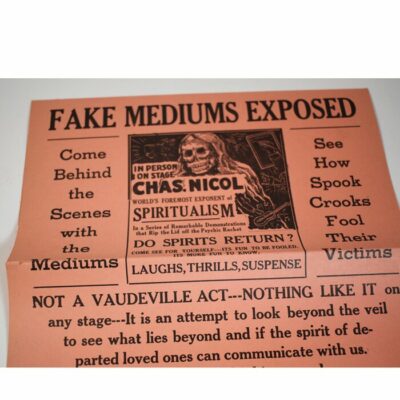 FAKE MEDIUMS EXPOSED
Come
Behind
the
Scenes
with
the
Mediums
IN PERSON
ON STAGE
CHAS. NICOL
WORLD'S FOREMOST EXPONENT of
SPIRITUALISM
In a Series of Remarkable Demonstrations
that Rip the Lid off the Psychic Racket
DO SPIRITS RETURN?
COME SEE FOR YOURSELF--ITS FUN TO BE FOOLED.
ITS MORE FUN TO KNOW.
LAUGHS, THRILLS, SUSPENSE
See
How
Spook
Crooks
Fool
Their
Victims
NOT A VAUDEVILLE ACT---NOTHING LIKE IT on
any stage---It is an attempt to look beyond the veil
to see what lies beyond and if the spirit of de-
parted loved ones can communicate with us.